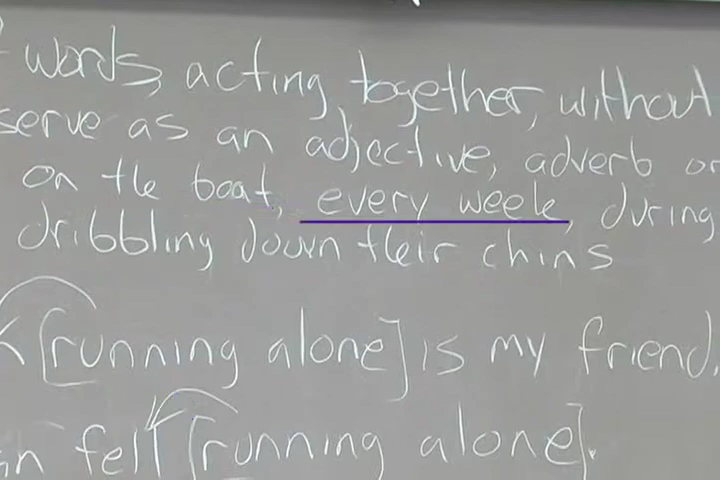 words, acting together, without
serve as an adjective, adverb or
on the boat, every week, during
dribbling down their chins
[running alone] is my friend.
fell [running alone].